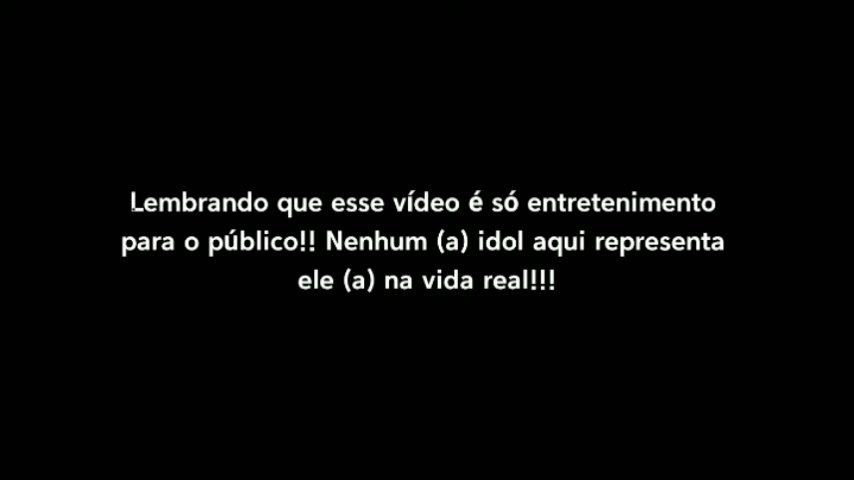 Lembrando que esse vídeo é só entretenimento
para o público!! Nenhum (a) idol aqui representa
ele (a) na vida real!!!